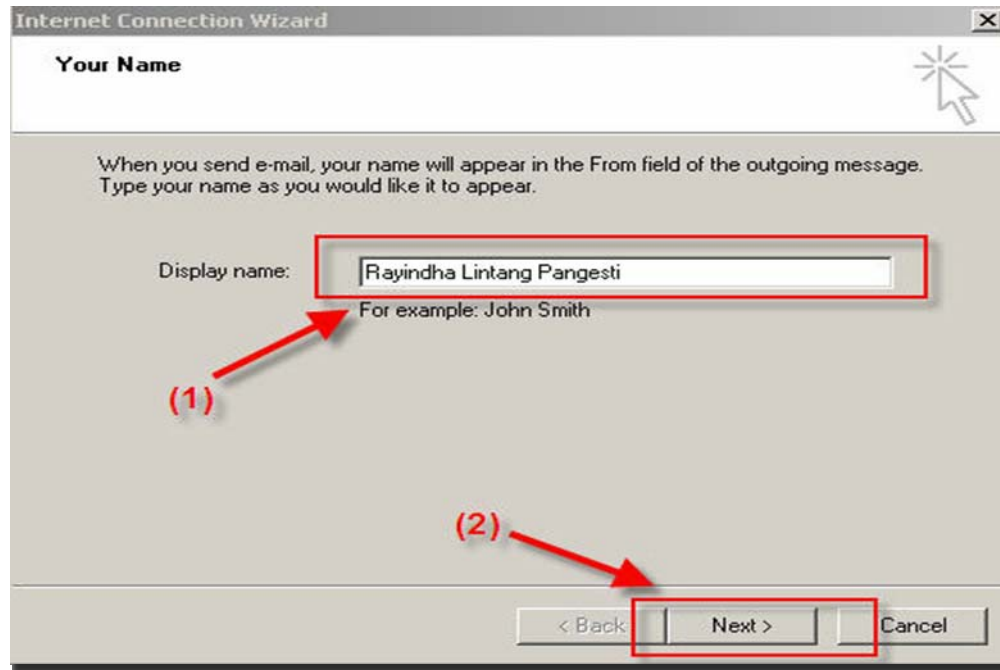 Internet Connection Wizard
Your Name
When you send e-mail, your name will appear in the From field of the outgoing message.
Type your name as you would like it to appear.
Display name: Rayindha Lintang Pangesti
For example: John Smith
(1)
(2)
< Back Next > Cancel